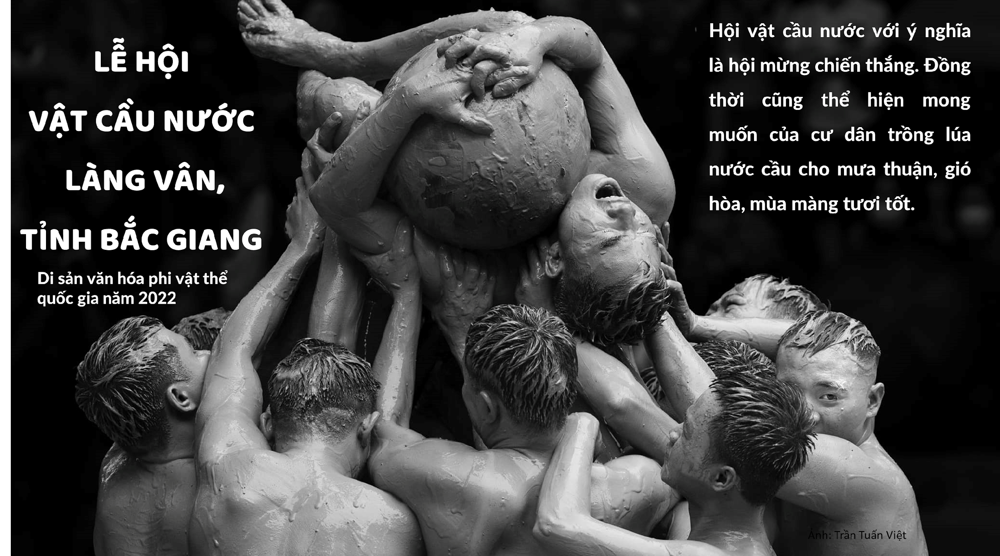 LỄ HỘI
VẬT CẦU NƯỚC
LÀNG VÂN,
TỈNH BẮC GIANG
Di sản văn hóa phi vật thể
quốc gia năm 2022
Hội vật cầu nước với ý nghĩa
là hội mừng chiến thắng. Đồng
thời cũng thể hiện mong
muốn của cư dân trồng lúa
nước cầu cho mưa thuận, gió
hòa, mùa màng tươi tốt.
Ảnh: Trần Tuấn Việt